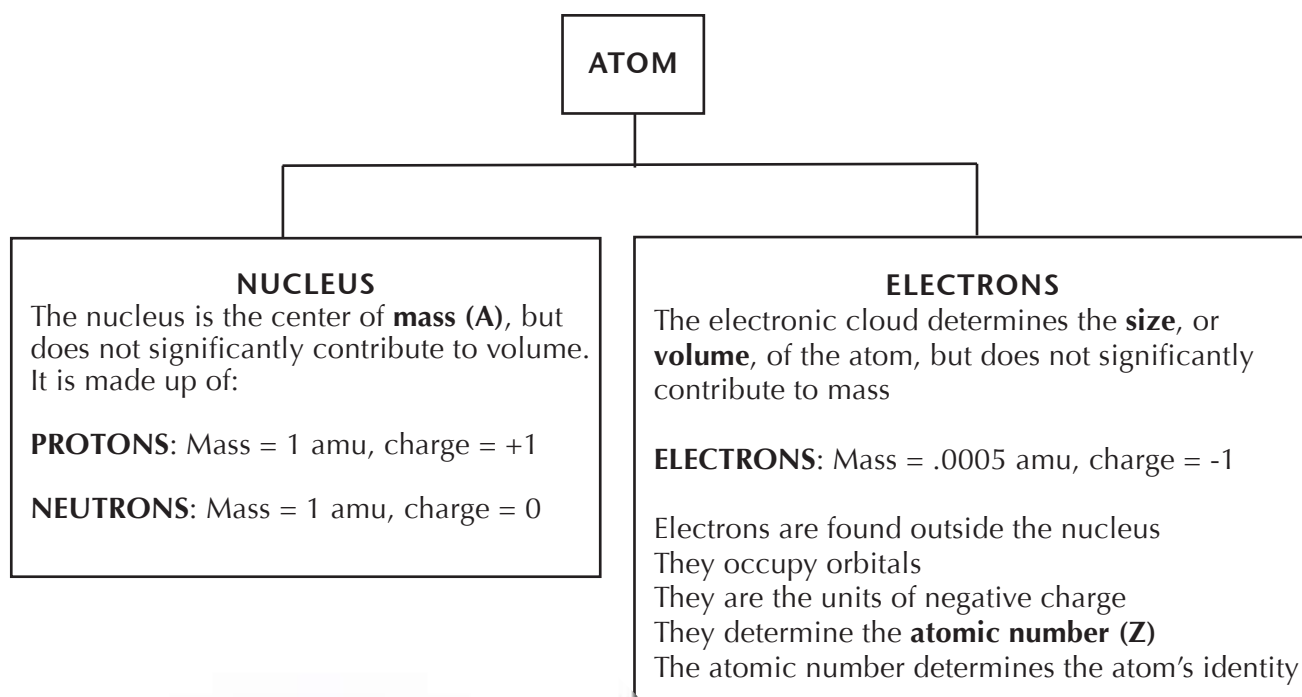 ATOM
NUCLEUS
The nucleus is the center of mass (A), but
does not significantly contribute to volume.
It is made up of:
PROTONS: Mass = 1 amu, charge = +1
NEUTRONS: Mass = 1 amu, charge = 0
ELECTRONS
The electronic cloud determines the size, or
volume, of the atom, but does not significantly
contribute to mass
ELECTRONS: Mass = .0005 amu, charge = -1
Electrons are found outside the nucleus
They occupy orbitals
They are the units of negative charge
They determine the atomic number (Z)
The atomic number determines the atom's identity